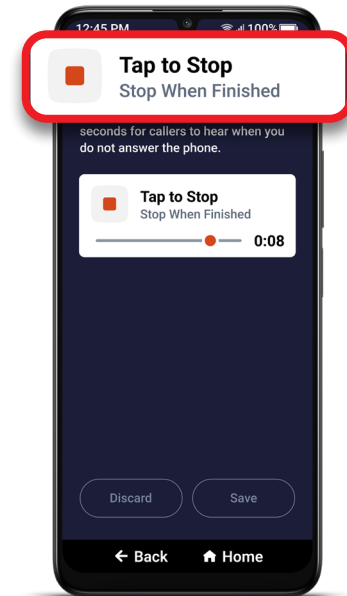 12:45 PM 100%
Tap to Stop
Stop When Finished
seconds for callers to hear when you
do not answer the phone.
Tap to Stop
Stop When Finished
0:08
Discard Save
Back Home